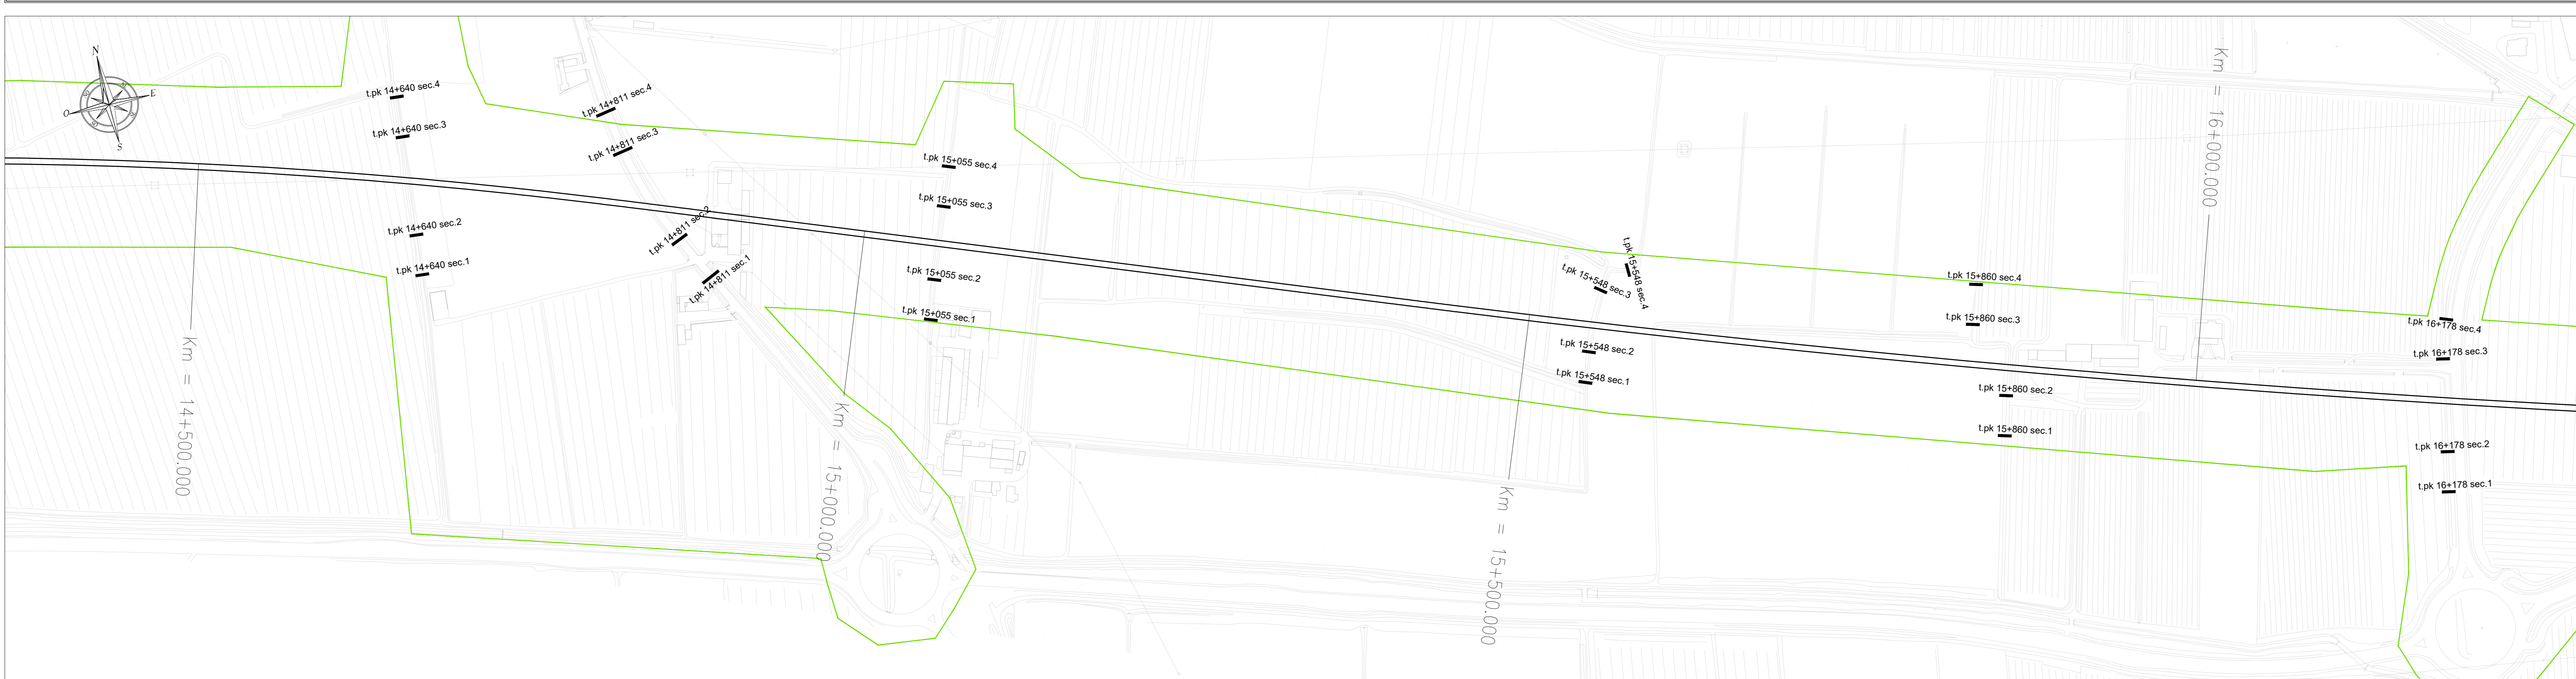 N
O
E
S
t.pk 14+640 sec.4
t.pk 14+640 sec.3
t.pk 14+640 sec.2
t.pk 14+640 sec.1
Km = 14+500.000
t.pk 14+811 sec.4
t.pk 14+811 sec.3
t.pk 14+811 sec.2
t.pk 14+811 sec.1
Km = 15+000.000
t.pk 15+055 sec.4
t.pk 15+055 sec.3
t.pk 15+055 sec.2
t.pk 15+055 sec.1
t.pk 15+548 sec.4
t.pk 15+548 sec.3
t.pk 15+548 sec.2
t.pk 15+548 sec.1
Km = 15+500.000
t.pk 15+860 sec.4
t.pk 15+860 sec.3
t.pk 15+860 sec.2
t.pk 15+860 sec.1
Km = 16+000.000
t.pk 16+178 sec.4
t.pk 16+178 sec.3
t.pk 16+178 sec.2
t.pk 16+178 sec.1